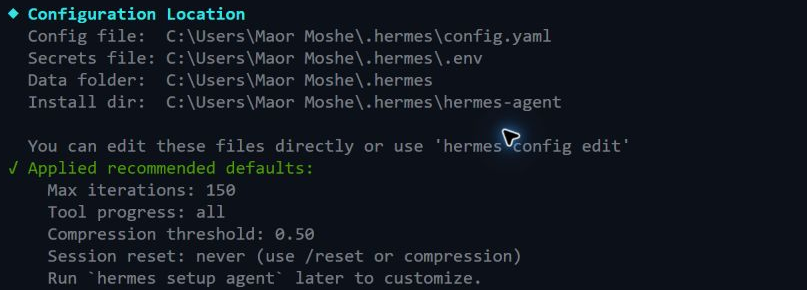 ◆ Configuration Location
Config file: C:\Users\Maor Moshe\.hermes\config.yaml
Secrets file: C:\Users\Maor Moshe\.hermes\.env
Data folder: C:\Users\Maor Moshe\.hermes
Install dir: C:\Users\Maor Moshe\.hermes\hermes-agent
You can edit these files directly or use 'hermes config edit'
✓ Applied recommended defaults:
Max iterations: 150
Tool progress: all
Compression threshold: 0.50
Session reset: never (use /reset or compression)
Run `hermes setup agent` later to customize.